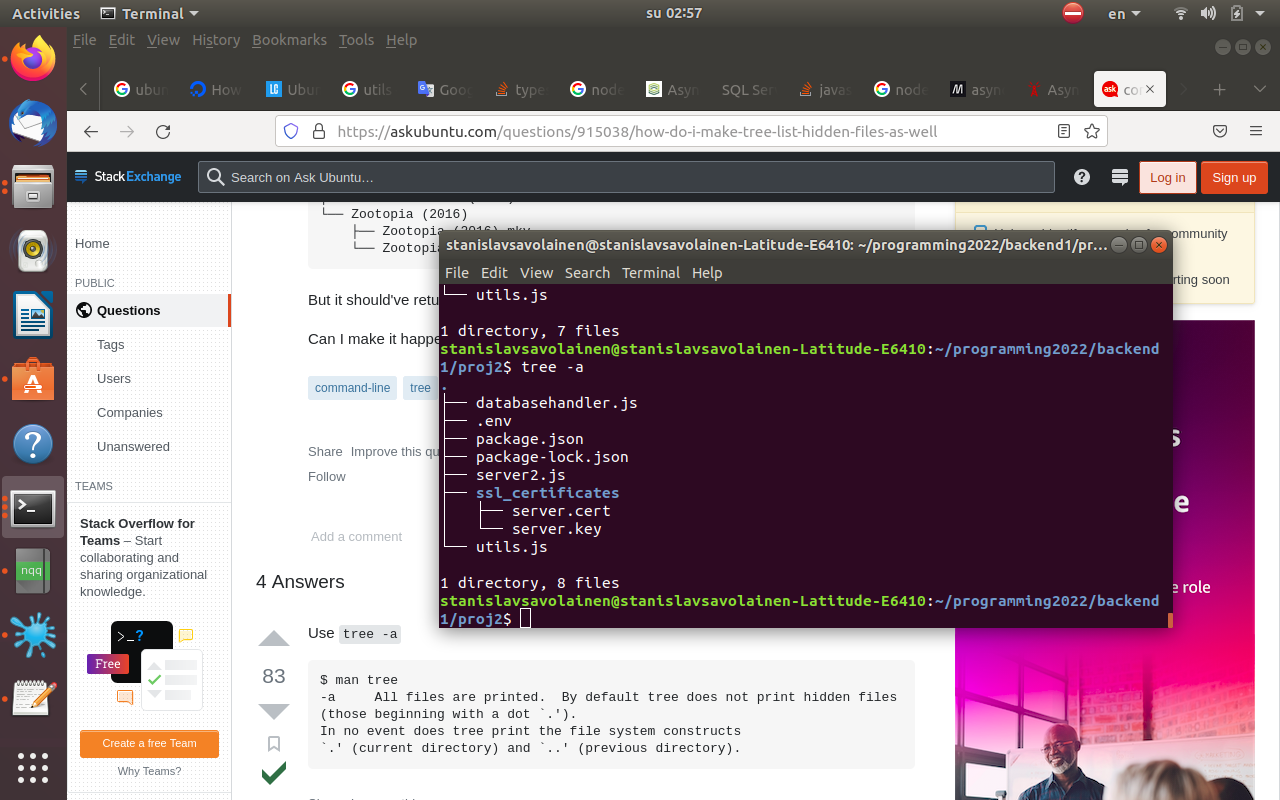 Activities
Terminal
su 02:57
en
File Edit View History Bookmarks Tools Help
ubun
How
Ubun
utils
Goog
type
node
Asyn
SQL Ser
javas
node
asyn
Asyn
co
https://askubuntu.com/questions/915038/how-do-i-make-tree-list-hidden-files-as-well
StackExchange
Search on Ask Ubuntu…
Log in
Sign up
Home
PUBLIC
Questions
Tags
Users
Companies
Unanswered
TEAMS
Stack Overflow for
Teams – Start
collaborating and
sharing organizational
knowledge.
>_?
Free
Create a free Team
Why Teams?
└── Zootopia (2016)
├── Zootopia (2016).mkv
└── Zootopia
But it should've retu
Can I make it happe
command-line
tree
Share Improve this qu
Follow
Add a comment
4 Answers
83
Use tree -a
$ man tree
-a     All files are printed.  By default tree does not print hidden files
(those beginning with a dot `.').
In no event does tree print the file system constructs
`.' (current directory) and `..' (previous directory).
community
rting soon
s
e
e role
stanislavsavolainen@stanislavsavolainen-Latitude-E6410: ~/programming2022/backend1/pr...
File Edit View Search Terminal Help
└── utils.js
1 directory, 7 files
stanislavsavolainen@stanislavsavolainen-Latitude-E6410:~/programming2022/backend
1/proj2$ tree -a
.
├── databasehandler.js
├── .env
├── package.json
├── package-lock.json
├── server2.js
├── ssl_certificates
│   ├── server.cert
│   └── server.key
└── utils.js
1 directory, 8 files
stanislavsavolainen@stanislavsavolainen-Latitude-E6410:~/programming2022/backend
1/proj2$
nqq